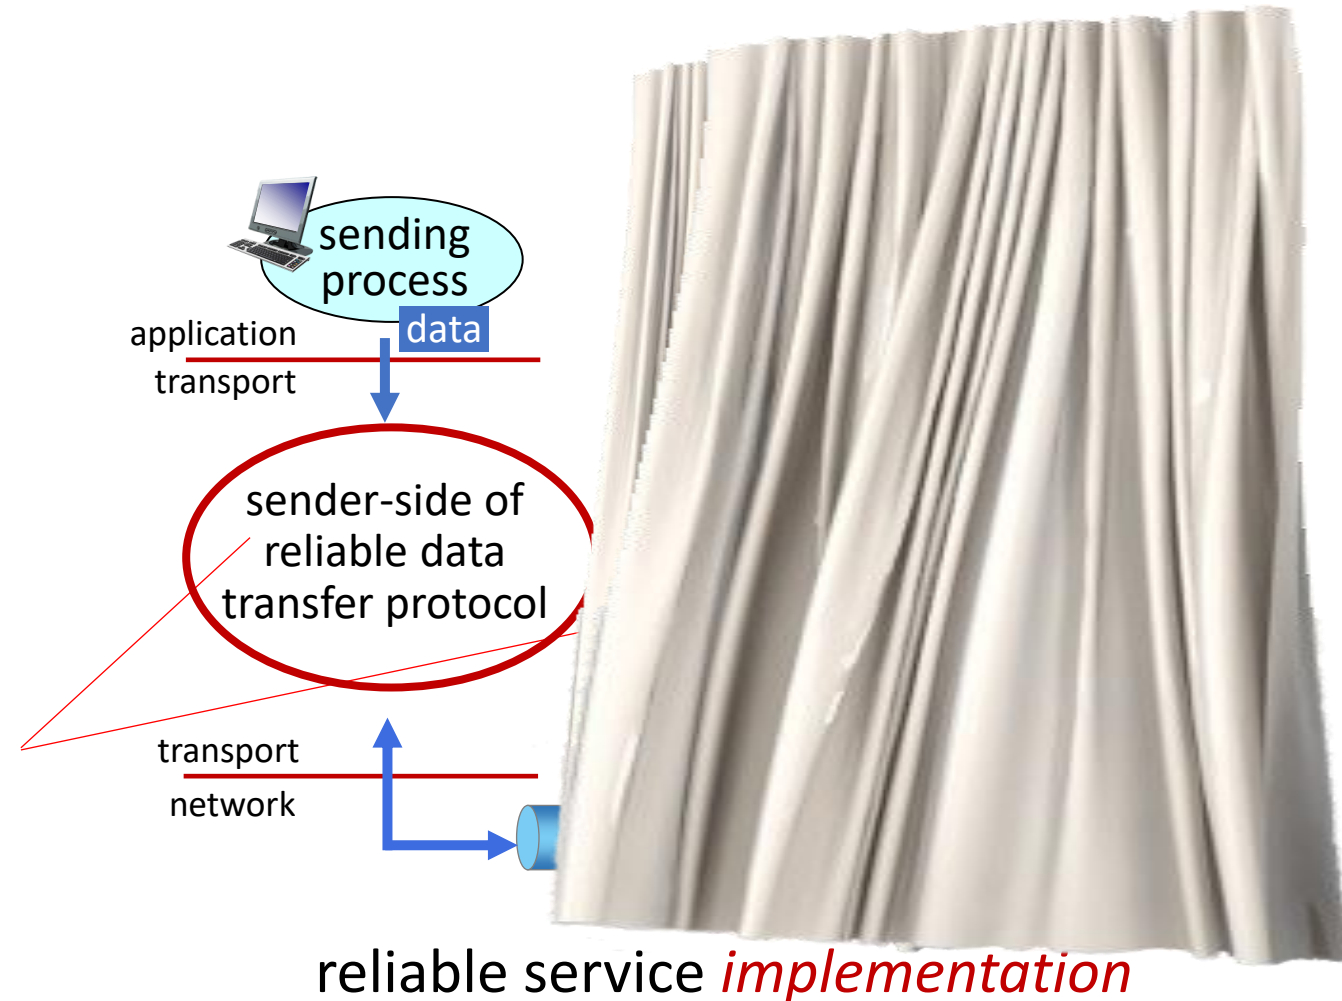 sending
process
data
application
transport
sender-side of
reliable data
transfer protocol
transport
network
reliable service implementation